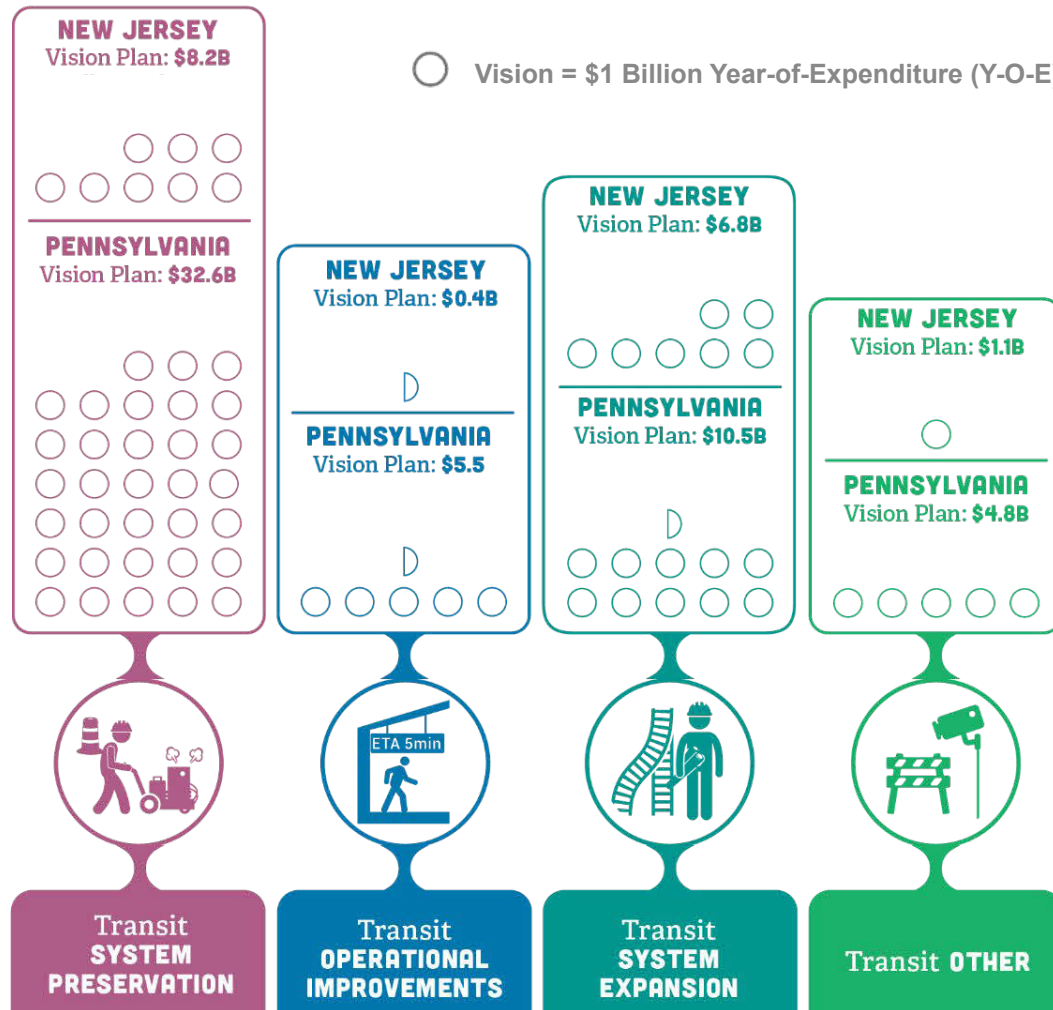 NEW JERSEY
Vision Plan: $8.2B
Vision = $1 Billion Year-of-Expenditure (Y-O-E)
PENNSYLVANIA
Vision Plan: $32.6B
NEW JERSEY
Vision Plan: $0.4B
PENNSYLVANIA
Vision Plan: $5.5
NEW JERSEY
Vision Plan: $6.8B
PENNSYLVANIA
Vision Plan: $10.5B
NEW JERSEY
Vision Plan: $1.1B
PENNSYLVANIA
Vision Plan: $4.8B
ETA 5min
Transit
SYSTEM
PRESERVATION
Transit
OPERATIONAL
IMPROVEMENTS
Transit
SYSTEM
EXPANSION
Transit OTHER